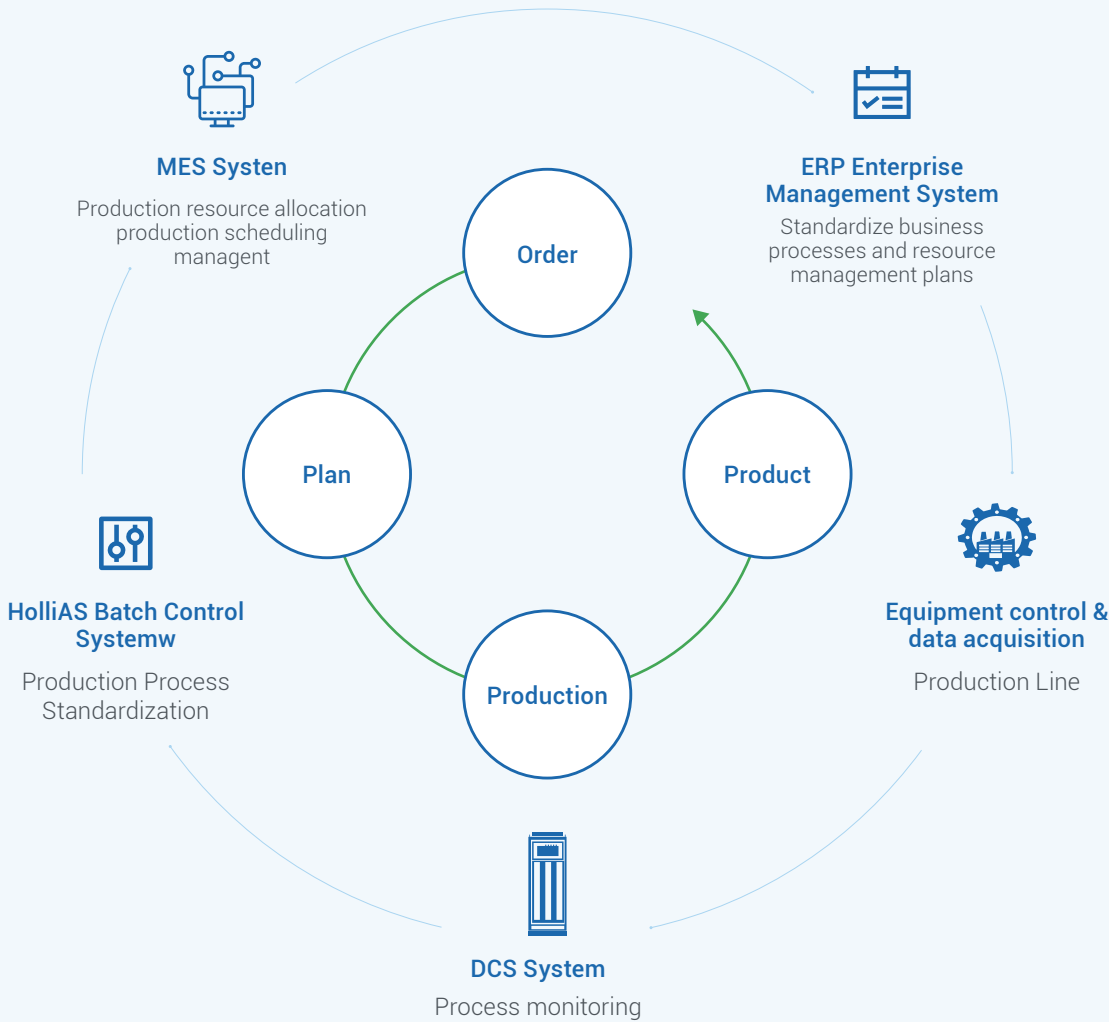 MES Systen
Production resource allocation
production scheduling
managent
ERP Enterprise
Management System
Standardize business
processes and resource
management plans
Order
Plan
Product
Production
HolliAS Batch Control
Systemw
Production Process
Standardization
Equipment control &
data acquisition
Production Line
DCS System
Process monitoring